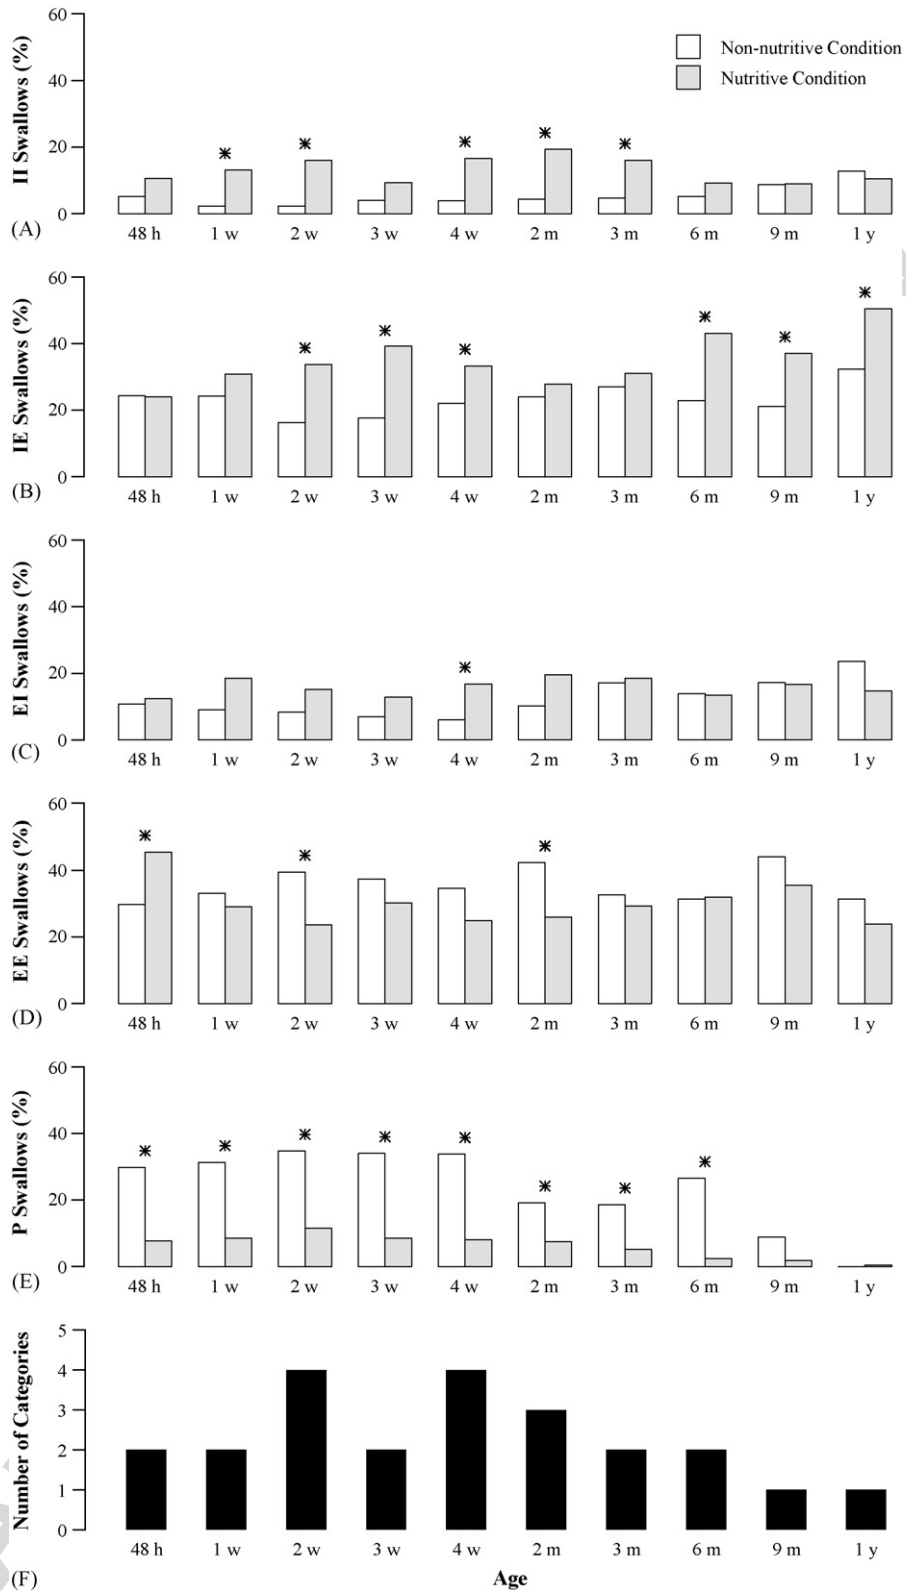 60
40
20
0
II Swallows (%)
Non-nutritive Condition
Nutritive Condition
* * * * *
(A)
48 h 1 w 2 w 3 w 4 w 2 m 3 m 6 m 9 m 1 y
60
40
20
0
IE Swallows (%)
* * * * * *
(B)
48 h 1 w 2 w 3 w 4 w 2 m 3 m 6 m 9 m 1 y
60
40
20
0
EI Swallows (%)
*
(C)
48 h 1 w 2 w 3 w 4 w 2 m 3 m 6 m 9 m 1 y
60
40
20
0
EE Swallows (%)
* * *
(D)
48 h 1 w 2 w 3 w 4 w 2 m 3 m 6 m 9 m 1 y
60
40
20
0
P Swallows (%)
* * * * * * * *
(E)
48 h 1 w 2 w 3 w 4 w 2 m 3 m 6 m 9 m 1 y
5
4
3
2
1
0
Number of Categories
48 h 1 w 2 w 3 w 4 w 2 m 3 m 6 m 9 m 1 y
(F)
Age